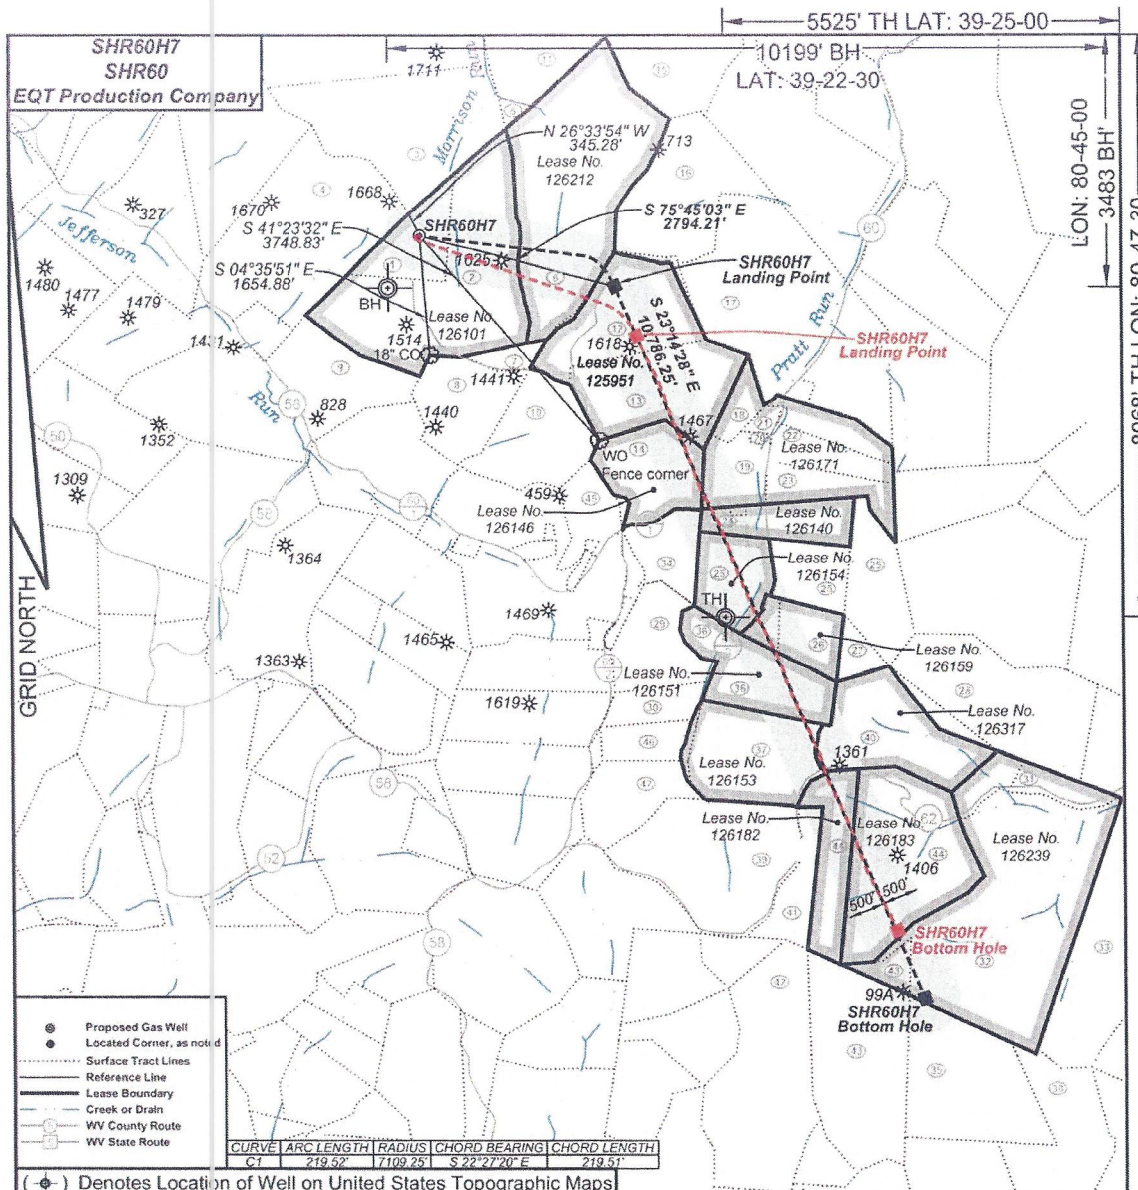 5525' TH LAT: 39-25-00
10199' BH
LAT: 39-22-30
LON: 80-45-00
3483 BH'
SHR60H7
SHR60
EQT Production Company
1711
Morrison
Run
N 26°33'54" W
345.28'
Lease No.
126212
713
327
1670
1668
Jefferson
S 41°23'32" E
3748.83'
SHR60H7
S 75°45'03" E
2794.21'
60
1480
1477
1479
S 04°35'51" E
1654.88'
1625
SHR60H7
Landing Point
BH
Lease No.
126101
1514
18" CO
S 23°14'28" E
10,786.25'
1618
SHR60H7
Landing Point
Pratt Run
Lease No.
125951
1431
1441
Run
828
1440
1467
1352
50
WO
Fence corner
Lease No.
126171
1309
459
Lease No.
126146
Lease No.
126140
58
1364
Lease No.
126154
GRID NORTH
1469
TH
1465
1363
Lease No.
126159
Lease No.
126151
1619
Lease No.
126317
1361
Lease No.
126153
58
Lease No.
126182
62
Lease No.
126183
1406
Lease No.
126239
52
500' 500'
SHR60H7
Bottom Hole
58
99A
SHR60H7
Bottom Hole
Proposed Gas Well
Located Corner, as noted
Surface Tract Lines
Reference Line
Lease Boundary
Creek or Drain
WV County Route
WV State Route
CURVE ARC LENGTH RADIUS CHORD BEARING CHORD LENGTH
C1 219.52' 7109.25' S 22°27'20" E 219.51'
( ) Denotes Location of Well on United States Topographic Maps